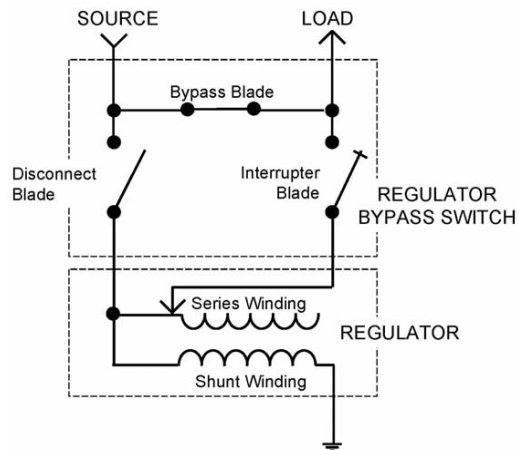 SOURCE
LOAD
Bypass Blade
Disconnect
Blade
Interrupter
Blade
REGULATOR
BYPASS SWITCH
Series Winding
REGULATOR
Shunt Winding